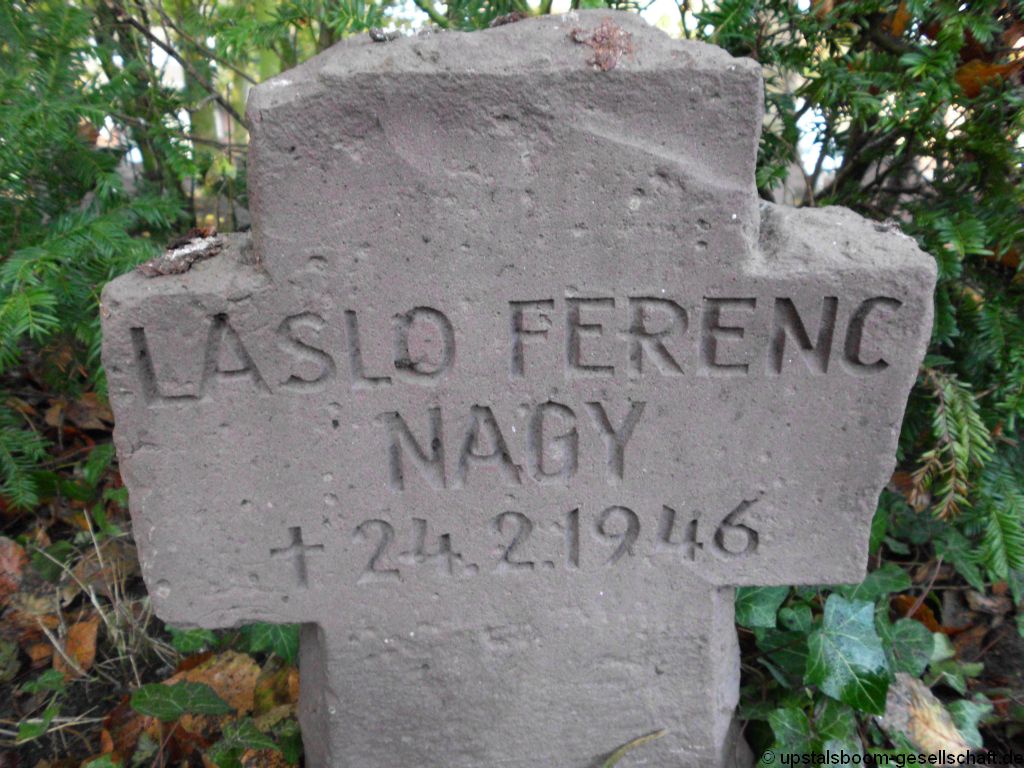 LASLO FERENC
NAGY
† 24.2.1946
© upstalsboom-gesellschaft.de